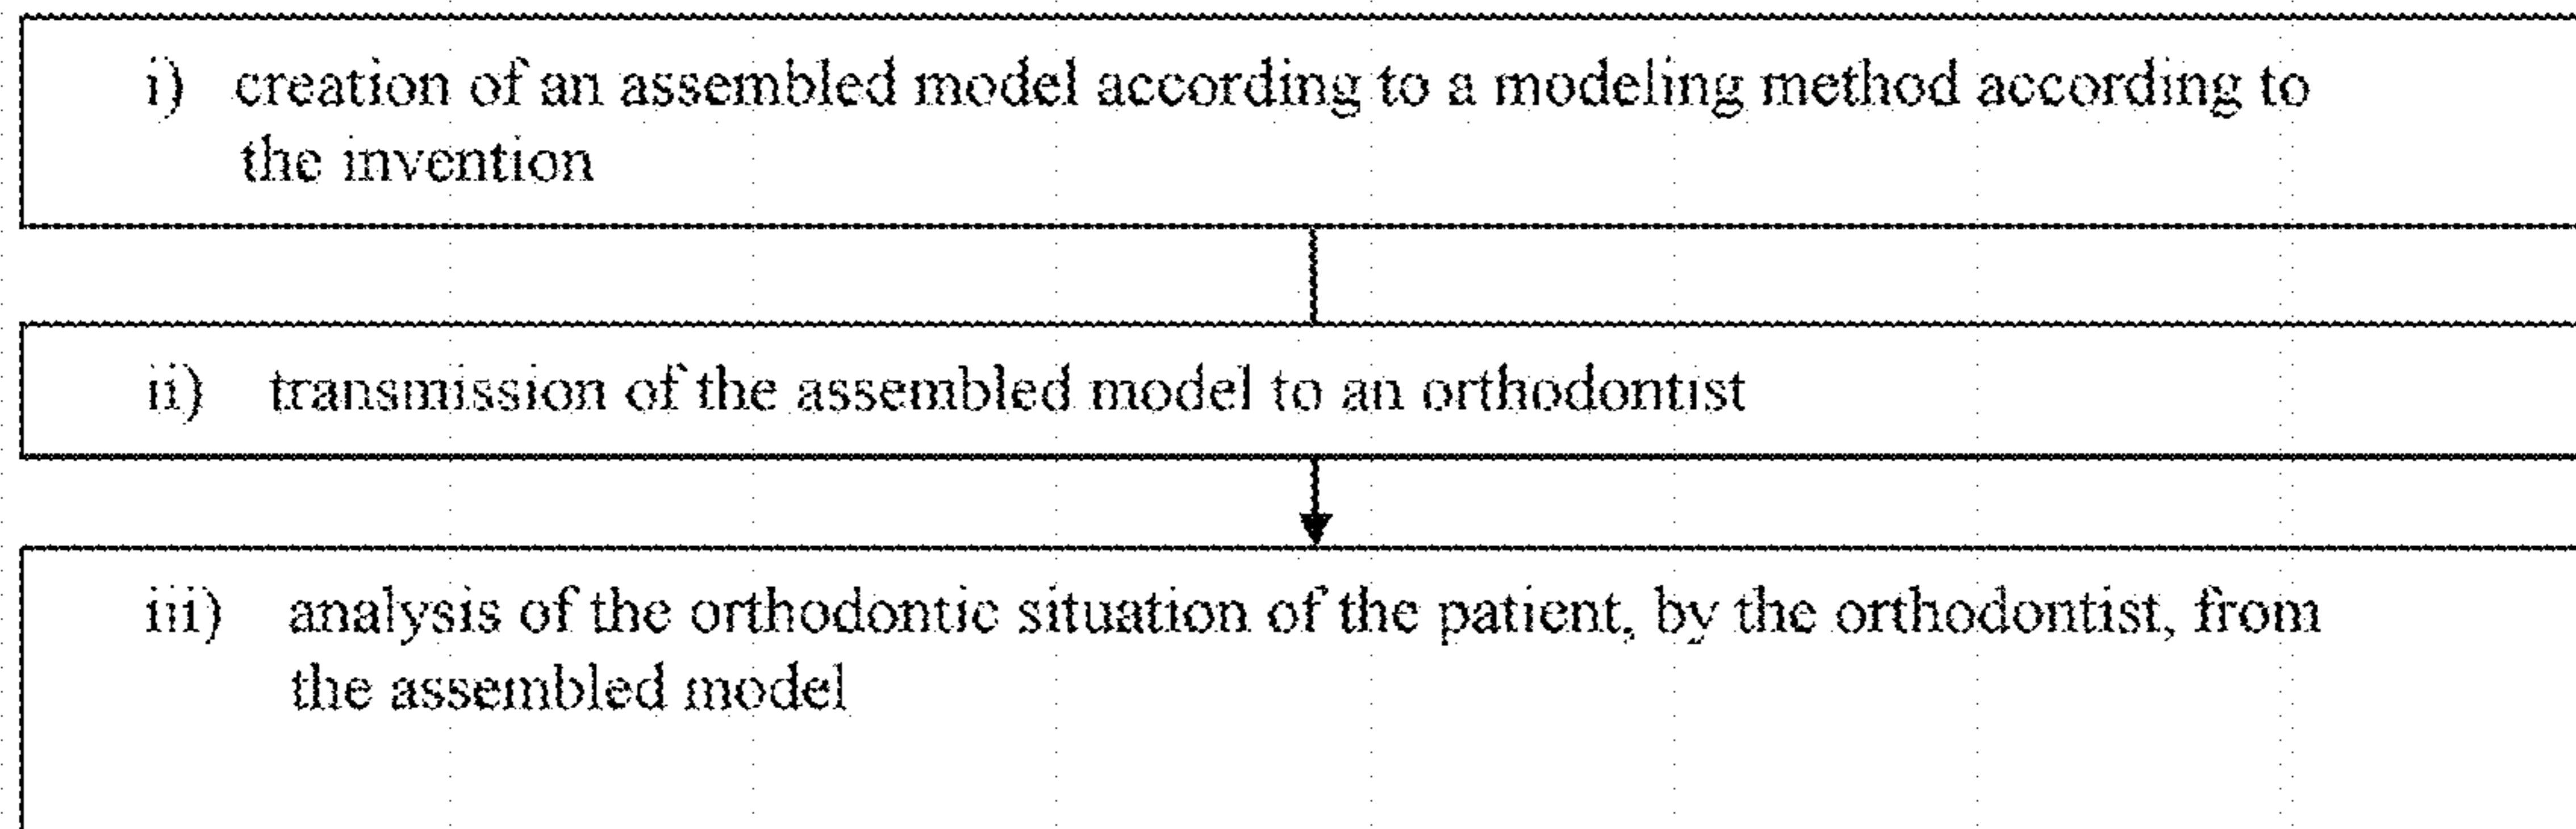 i) creation of an assembled model according to a modeling method according to
the invention
ii) transmission of the assembled model to an orthodontist
iii) analysis of the orthodontic situation of the patient, by the orthodontist, from
the assembled model